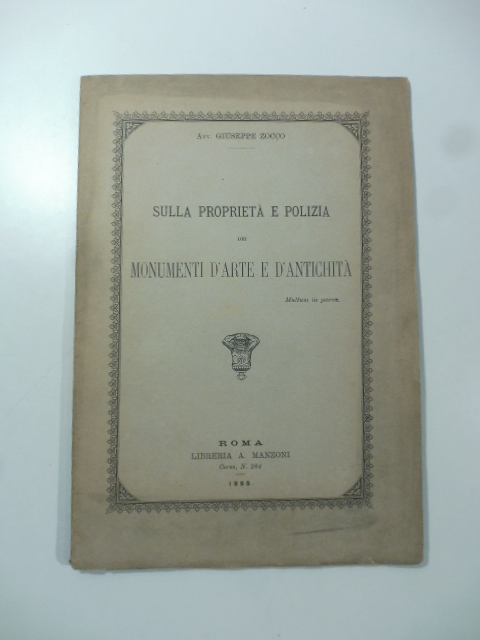 Avv. GIUSEPPE ZOCCO
SULLA PROPRIETÀ E POLIZIA
DEI
MONUMENTI D'ARTE E D'ANTICHITÀ
Multum in parvo.
ROMA
LIBRERIA A. MANZONI
Corso, N. 284